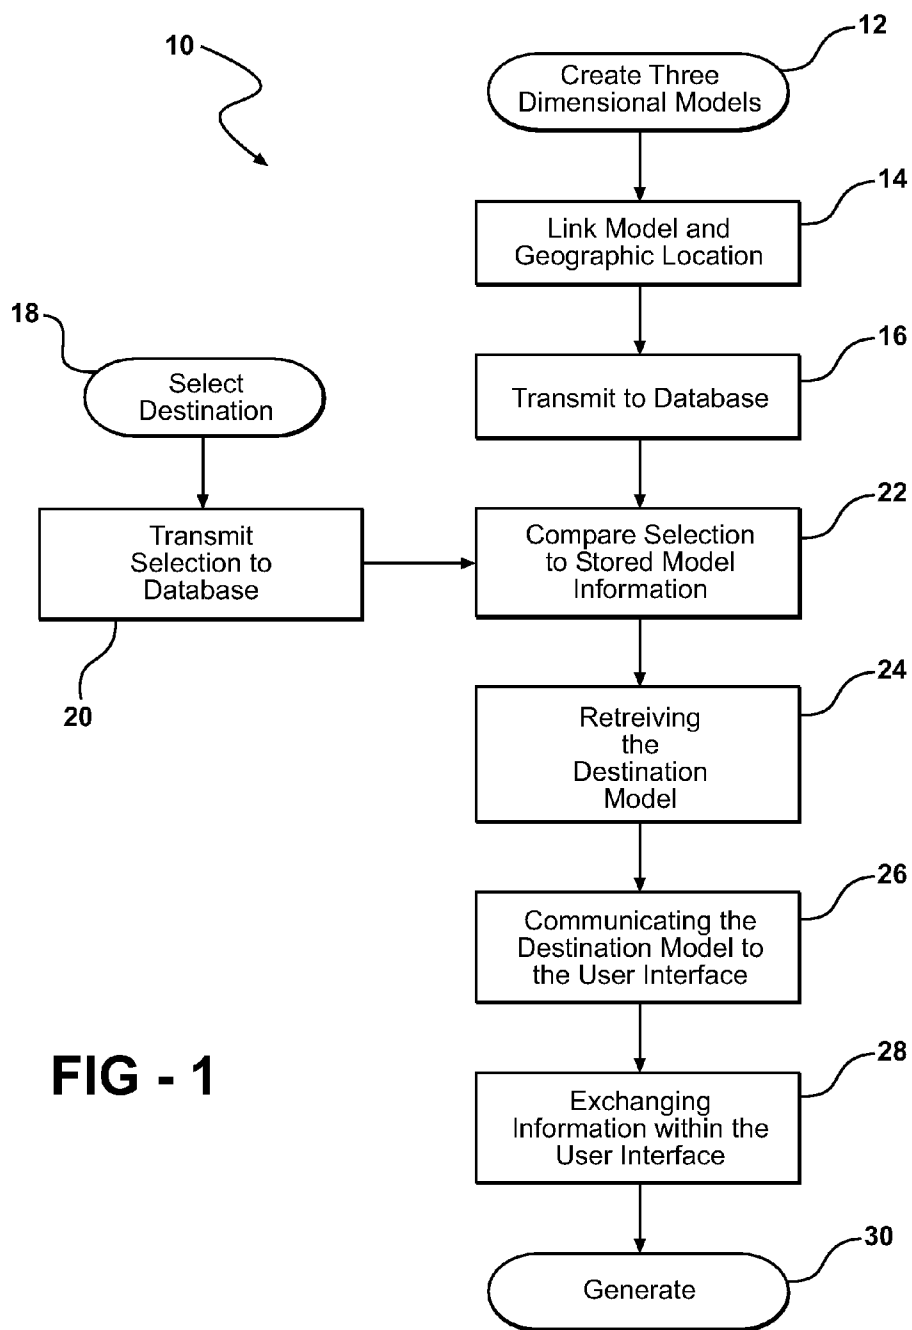 10
12
Create Three
Dimensional Models
14
Link Model and
Geographic Location
16
Transmit to Database
18
Select
Destination
20
Transmit
Selection to
Database
22
Compare Selection
to Stored Model
Information
24
Retreiving
the
Destination
Model
26
Communicating the
Destination Model to
the User Interface
28
Exchanging
Information within the
User Interface
30
Generate
FIG - 1